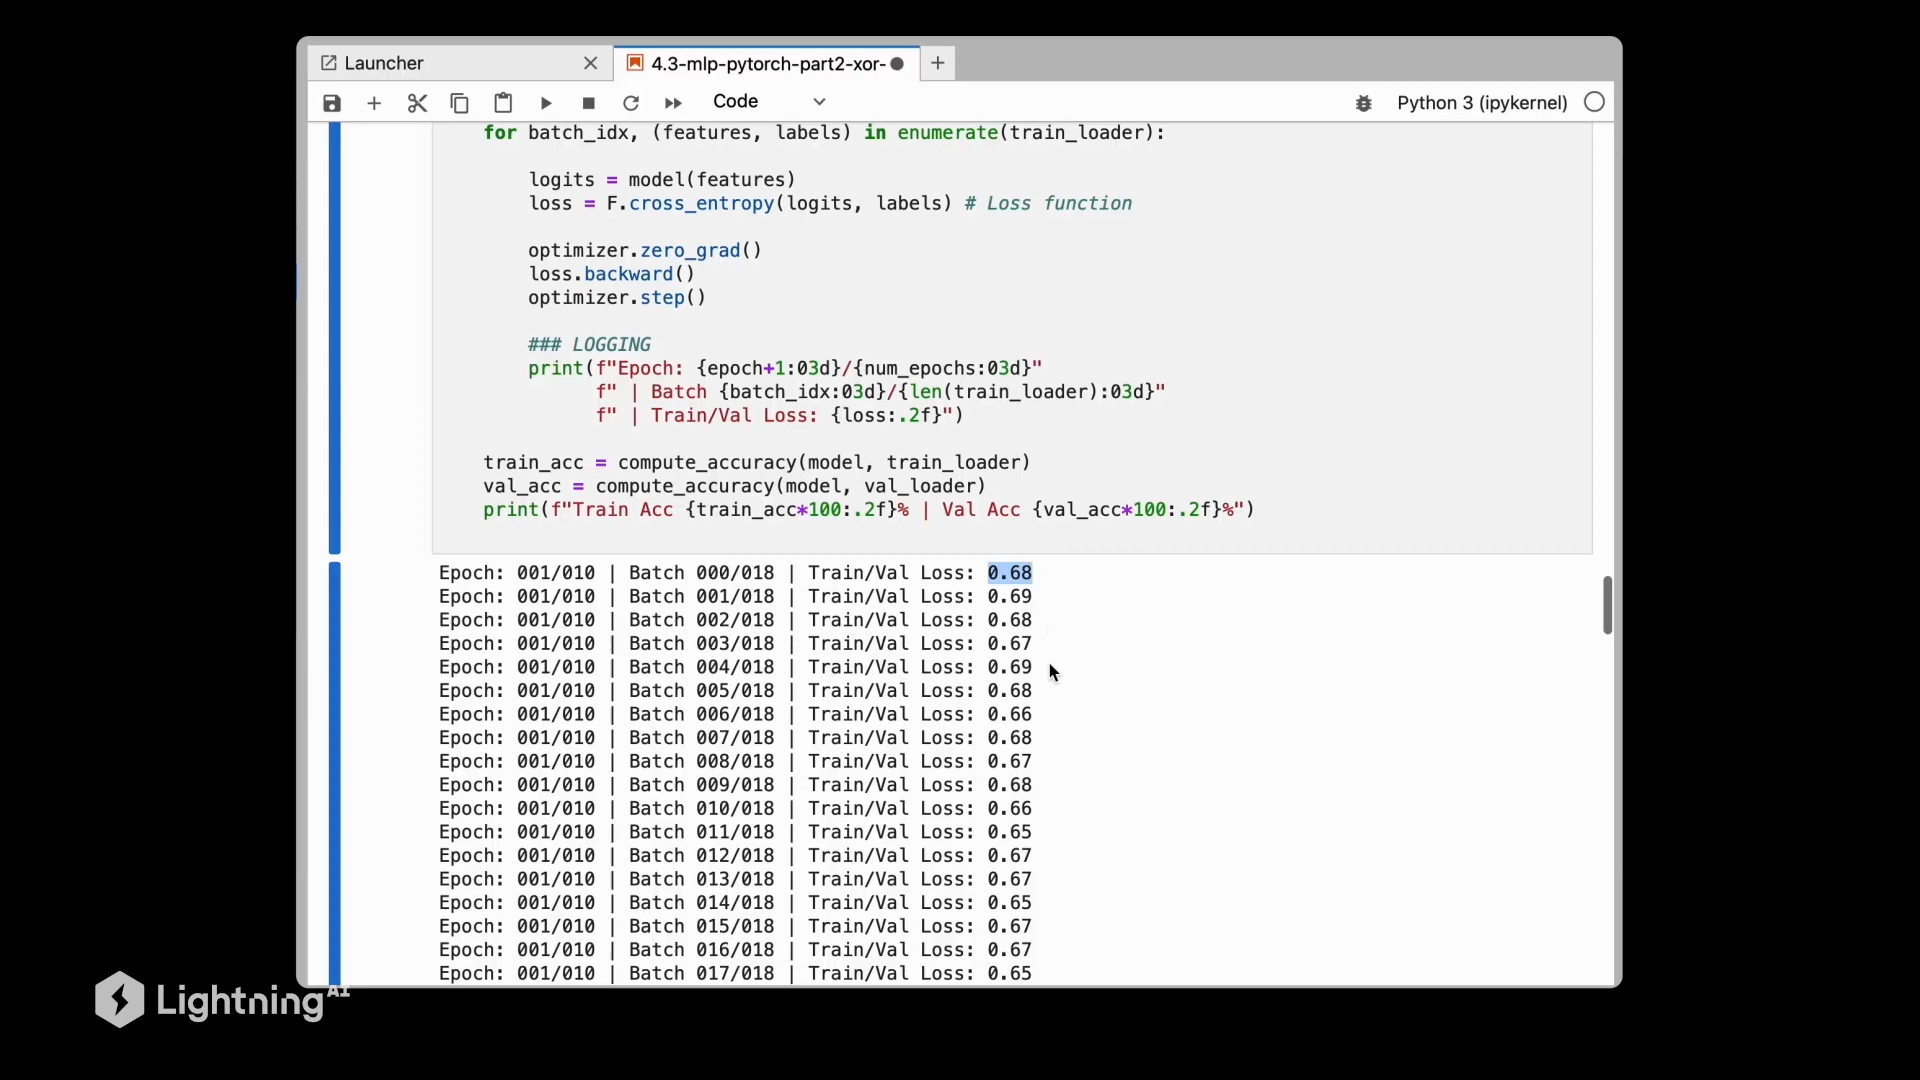 Launcher
4.3-mlp-pytorch-part2-xor-
Code
Python 3 (ipykernel)
for batch_idx, (features, labels) in enumerate(train_loader):
logits = model(features)
loss = F.cross_entropy(logits, labels) # Loss function
optimizer.zero_grad()
loss.backward()
optimizer.step()
### LOGGING
print(f"Epoch: {epoch+1:03d}/{num_epochs:03d}"
f" | Batch {batch_idx:03d}/{len(train_loader):03d}"
f" | Train/Val Loss: {loss:.2f}")
train_acc = compute_accuracy(model, train_loader)
val_acc = compute_accuracy(model, val_loader)
print(f"Train Acc {train_acc*100:.2f}% | Val Acc {val_acc*100:.2f}%")
Epoch: 001/010 | Batch 000/018 | Train/Val Loss: 0.68
Epoch: 001/010 | Batch 001/018 | Train/Val Loss: 0.69
Epoch: 001/010 | Batch 002/018 | Train/Val Loss: 0.68
Epoch: 001/010 | Batch 003/018 | Train/Val Loss: 0.67
Epoch: 001/010 | Batch 004/018 | Train/Val Loss: 0.69
Epoch: 001/010 | Batch 005/018 | Train/Val Loss: 0.68
Epoch: 001/010 | Batch 006/018 | Train/Val Loss: 0.66
Epoch: 001/010 | Batch 007/018 | Train/Val Loss: 0.68
Epoch: 001/010 | Batch 008/018 | Train/Val Loss: 0.67
Epoch: 001/010 | Batch 009/018 | Train/Val Loss: 0.68
Epoch: 001/010 | Batch 010/018 | Train/Val Loss: 0.66
Epoch: 001/010 | Batch 011/018 | Train/Val Loss: 0.65
Epoch: 001/010 | Batch 012/018 | Train/Val Loss: 0.67
Epoch: 001/010 | Batch 013/018 | Train/Val Loss: 0.67
Epoch: 001/010 | Batch 014/018 | Train/Val Loss: 0.65
Epoch: 001/010 | Batch 015/018 | Train/Val Loss: 0.67
Epoch: 001/010 | Batch 016/018 | Train/Val Loss: 0.67
Epoch: 001/010 | Batch 017/018 | Train/Val Loss: 0.65
Lightning AI